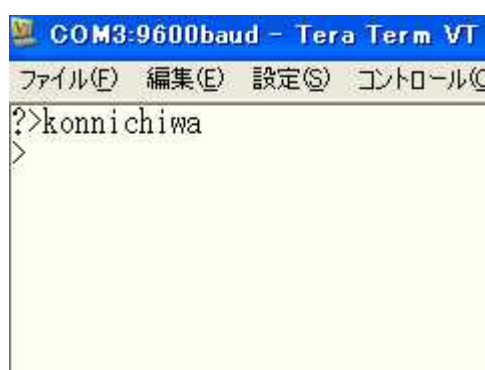 COM3:9600baud - Tera Term VT
ファイル(F) 編集(E) 設定(S) コントロール(O
?>konnichiwa
>